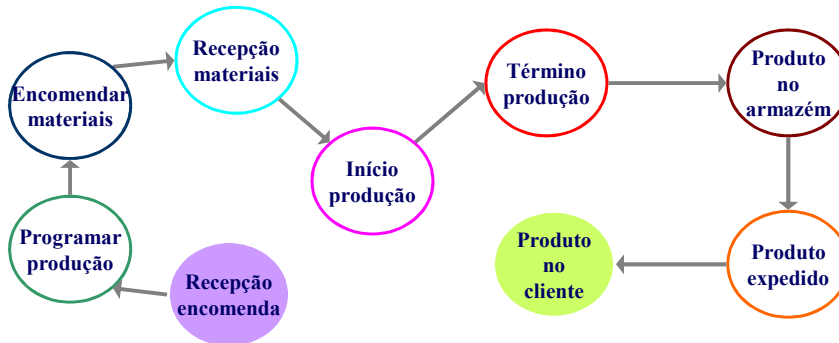 Recepção
encomenda
Programar
produção
Encomendar
materiais
Recepção
materiais
Início
produção
Término
produção
Produto
no
armazém
Produto
expedido
Produto
no
cliente